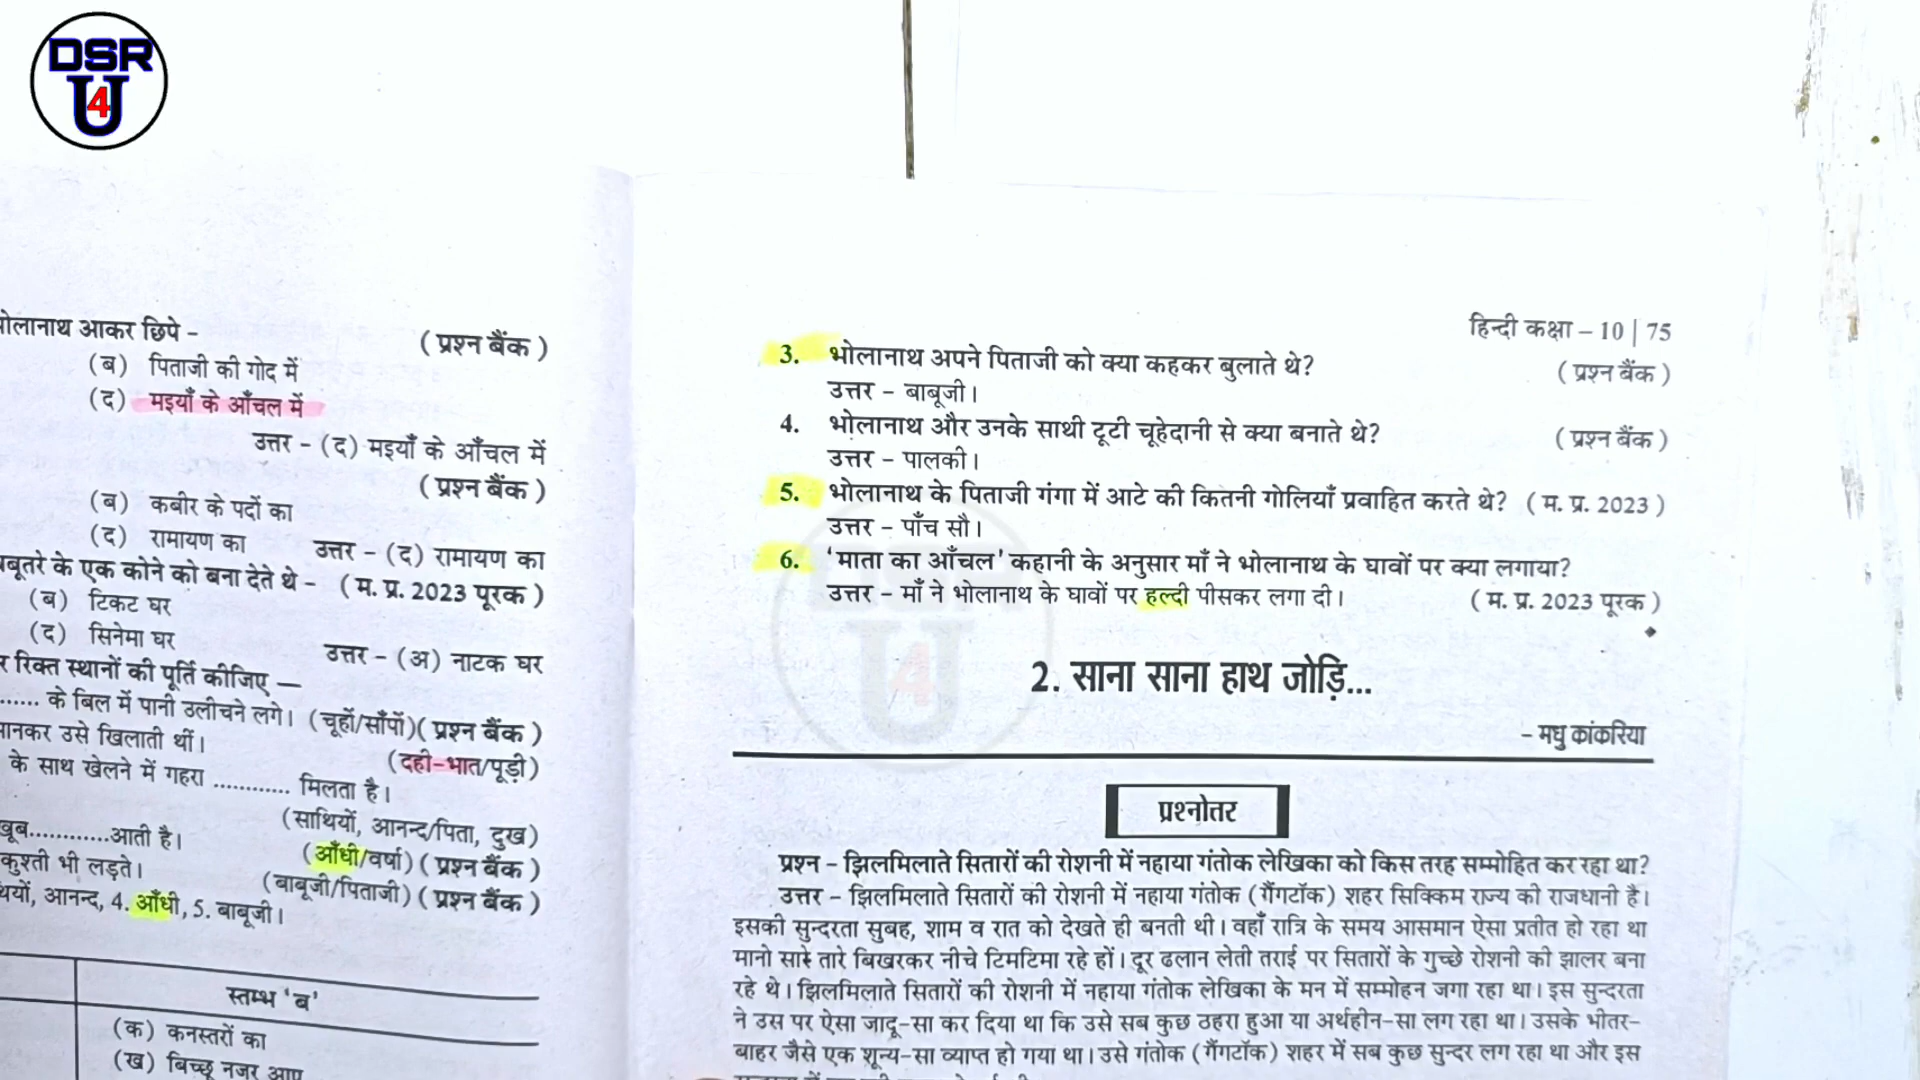 DSR
U
4
ोलानाथ आकर छिपे – ( प्रश्न बैंक )
(ब) पिताजी की गोद में
(द) मइयाँ के आँचल में
उत्तर – (द) मइयाँ के आँचल में
( प्रश्न बैंक )
(ब) कबीर के पदों का
(द) रामायण का उत्तर – (द) रामायण का
बूतरे के एक कोने को बना देते थे – ( म. प्र. 2023 पूरक )
(ब) टिकट घर
(द) सिनेमा घर
उत्तर – (अ) नाटक घर
र रिक्त स्थानों की पूर्ति कीजिए —
...... के बिल में पानी उलीचने लगे। (चूहों/साँपों) ( प्रश्न बैंक )
मानकर उसे खिलाती थीं। (दही-भात/पूड़ी)
के साथ खेलने में गहरा ............ मिलता है।
(साथियों, आनन्द/पिता, दुख)
खूब............आती है। (आँधी/वर्षा) ( प्रश्न बैंक )
कुश्ती भी लड़ते। (बाबूजी/पिताजी) ( प्रश्न बैंक )
थियों, आनन्द, 4. आँधी, 5. बाबूजी।
स्तम्भ 'ब'
(क) कनस्तरों का
(ख) बिच्छू नजर आए
हिन्दी कक्षा – 10 | 75
3. भोलानाथ अपने पिताजी को क्या कहकर बुलाते थे? ( प्रश्न बैंक )
उत्तर – बाबूजी।
4. भोलानाथ और उनके साथी टूटी चूहेदानी से क्या बनाते थे? ( प्रश्न बैंक )
उत्तर – पालकी।
5. भोलानाथ के पिताजी गंगा में आटे की कितनी गोलियाँ प्रवाहित करते थे? ( म. प्र. 2023 )
उत्तर – पाँच सौ।
6. 'माता का आँचल' कहानी के अनुसार माँ ने भोलानाथ के घावों पर क्या लगाया?
उत्तर – माँ ने भोलानाथ के घावों पर हल्दी पीसकर लगा दी। ( म. प्र. 2023 पूरक )
2. साना साना हाथ जोड़ि...
– मधु कांकरिया
प्रश्नोतर
प्रश्न – झिलमिलाते सितारों की रोशनी में नहाया गंतोक लेखिका को किस तरह सम्मोहित कर रहा था?
उत्तर – झिलमिलाते सितारों की रोशनी में नहाया गंतोक (गैंगटॉक) शहर सिक्किम राज्य की राजधानी है।
इसकी सुन्दरता सुबह, शाम व रात को देखते ही बनती थी। वहाँ रात्रि के समय आसमान ऐसा प्रतीत हो रहा था
मानो सारे तारे बिखरकर नीचे टिमटिमा रहे हों। दूर ढलान लेती तराई पर सितारों के गुच्छे रोशनी की झालर बना
रहे थे। झिलमिलाते सितारों की रोशनी में नहाया गंतोक लेखिका के मन में सम्मोहन जगा रहा था। इस सुन्दरता
ने उस पर ऐसा जादू-सा कर दिया था कि उसे सब कुछ ठहरा हुआ या अर्थहीन-सा लग रहा था। उसके भीतर-
बाहर जैसे एक शून्य-सा व्याप्त हो गया था। उसे गंतोक (गैंगटॉक) शहर में सब कुछ सुन्दर लग रहा था और इस